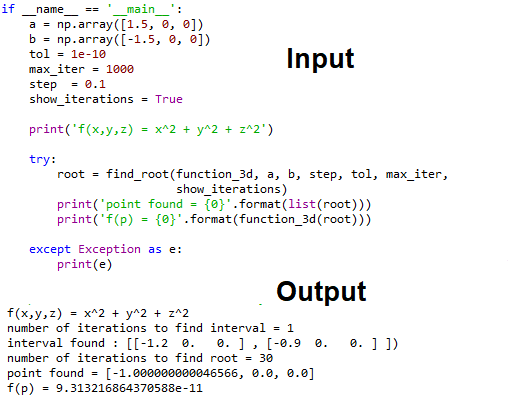 if __name__ == '__main__':
    a = np.array([1.5, 0, 0])
    b = np.array([-1.5, 0, 0])
    tol = 1e-10
    max_iter = 1000
    step  = 0.1
    show_iterations = True
Input
    print('f(x,y,z) = x^2 + y^2 + z^2')
    try:
        root = find_root(function_3d, a, b, step, tol, max_iter,
                         show_iterations)
        print('point found = {0}'.format(list(root)))
        print('f(p) = {0}'.format(function_3d(root)))
    except Exception as e:
        print(e)
Output
f(x,y,z) = x^2 + y^2 + z^2
number of iterations to find interval = 1
interval found : [[-1.2  0.   0. ] , [-0.9  0.   0. ] ])
number of iterations to find root = 30
point found = [-1.000000000046566, 0.0, 0.0]
f(p) = 9.313216864370588e-11